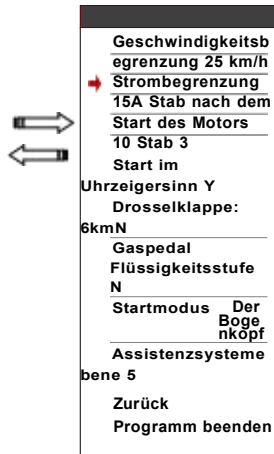 Geschwindigkeitsb
egrenzung 25 km/h
Strombegrenzung
15A Stab nach dem
Start des Motors
10 Stab 3
Start im
Uhrzeigersinn Y
Drosselklappe:
6kmN
Gaspedal
Flüssigkeitsstufe
N
Startmodus Der
Boge
nkopf
Assistenzsysteme
bene 5
Zurück
Programm beenden